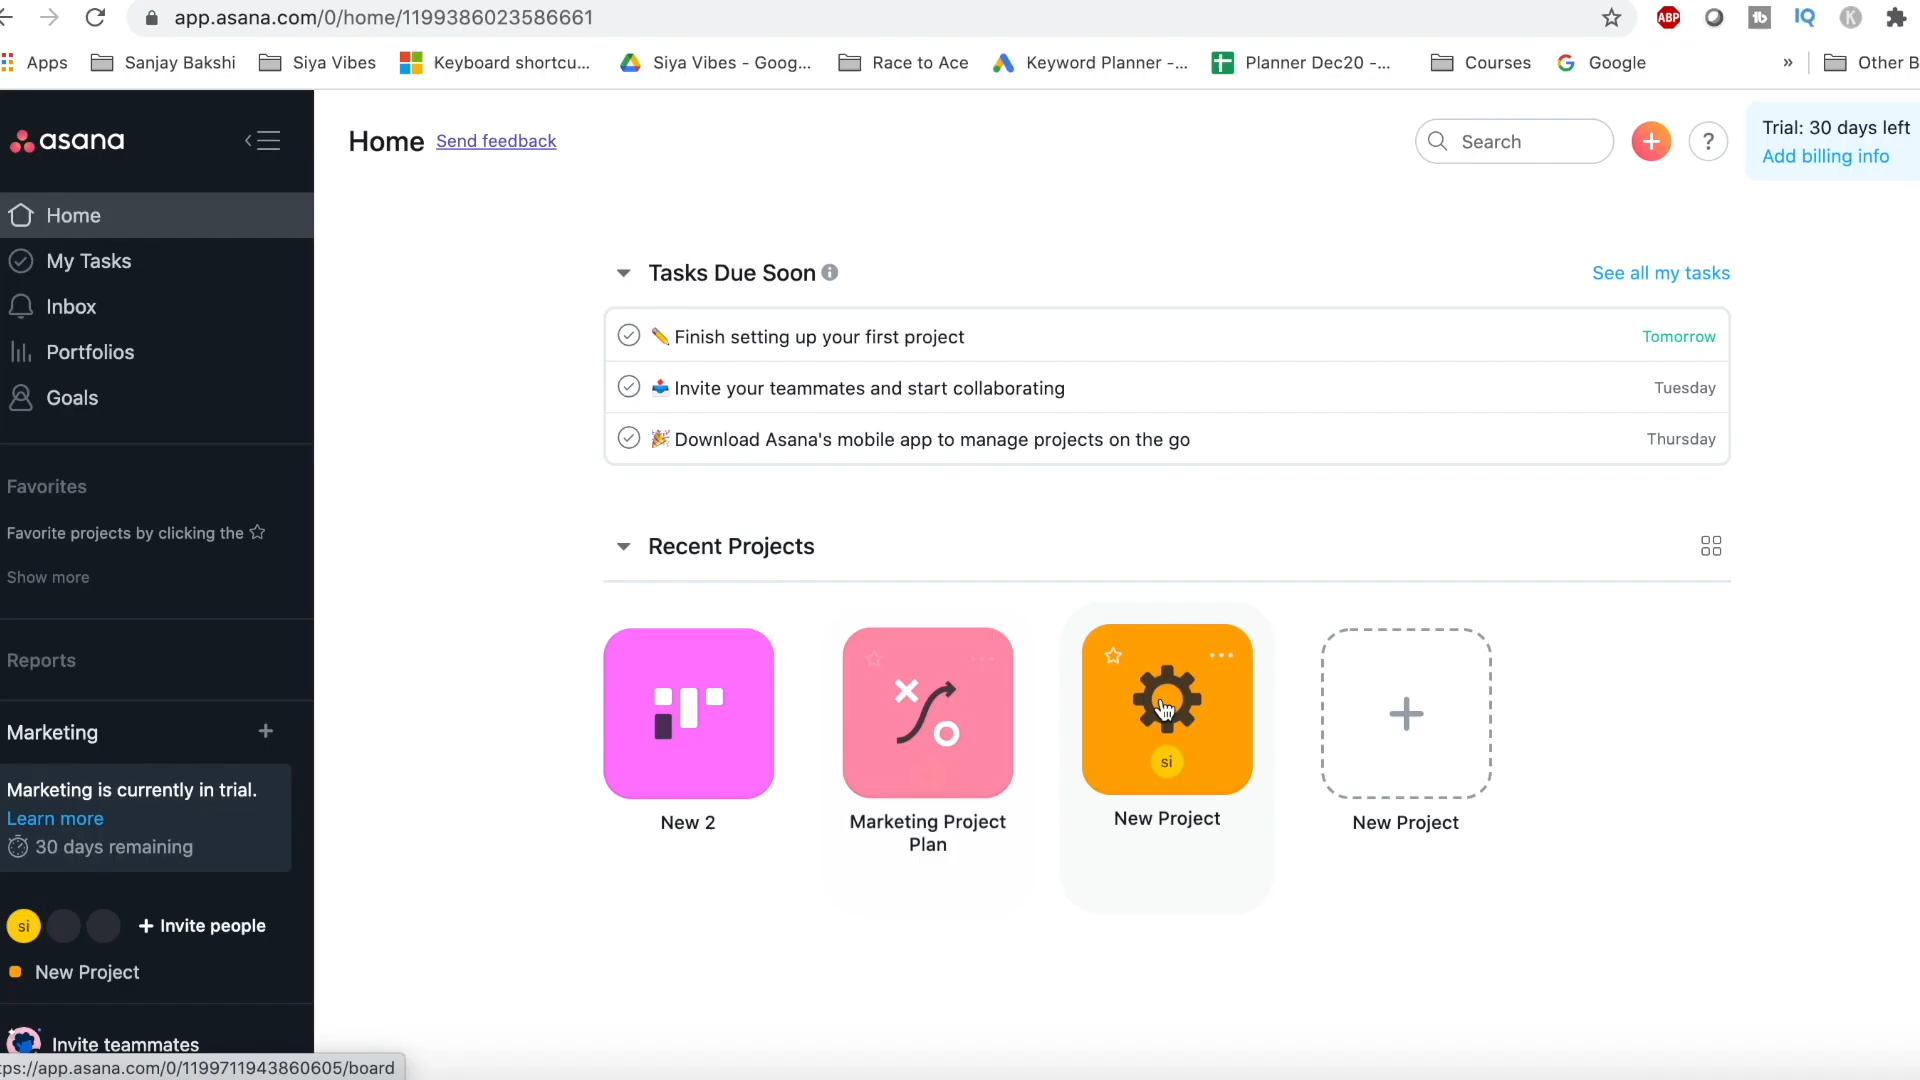 app.asana.com/0/home/1199386023586661
ABP
tb
IQ
K
Apps
Sanjay Bakshi
Siya Vibes
Keyboard shortcu...
Siya Vibes - Goog...
Race to Ace
Keyword Planner -...
Planner Dec20 -...
Courses
Google
»
Other B
asana
Home Send feedback
Search
?
Trial: 30 days left
Add billing info
Home
My Tasks
Inbox
Portfolios
Goals
Favorites
Favorite projects by clicking the
Show more
Reports
Marketing
Marketing is currently in trial.
Learn more
30 days remaining
si
+ Invite people
New Project
Invite teammates
tps://app.asana.com/0/1199711943860605/board
Tasks Due Soon
See all my tasks
Finish setting up your first project
Tomorrow
Invite your teammates and start collaborating
Tuesday
Download Asana's mobile app to manage projects on the go
Thursday
Recent Projects
New 2
Marketing Project
Plan
si
New Project
New Project